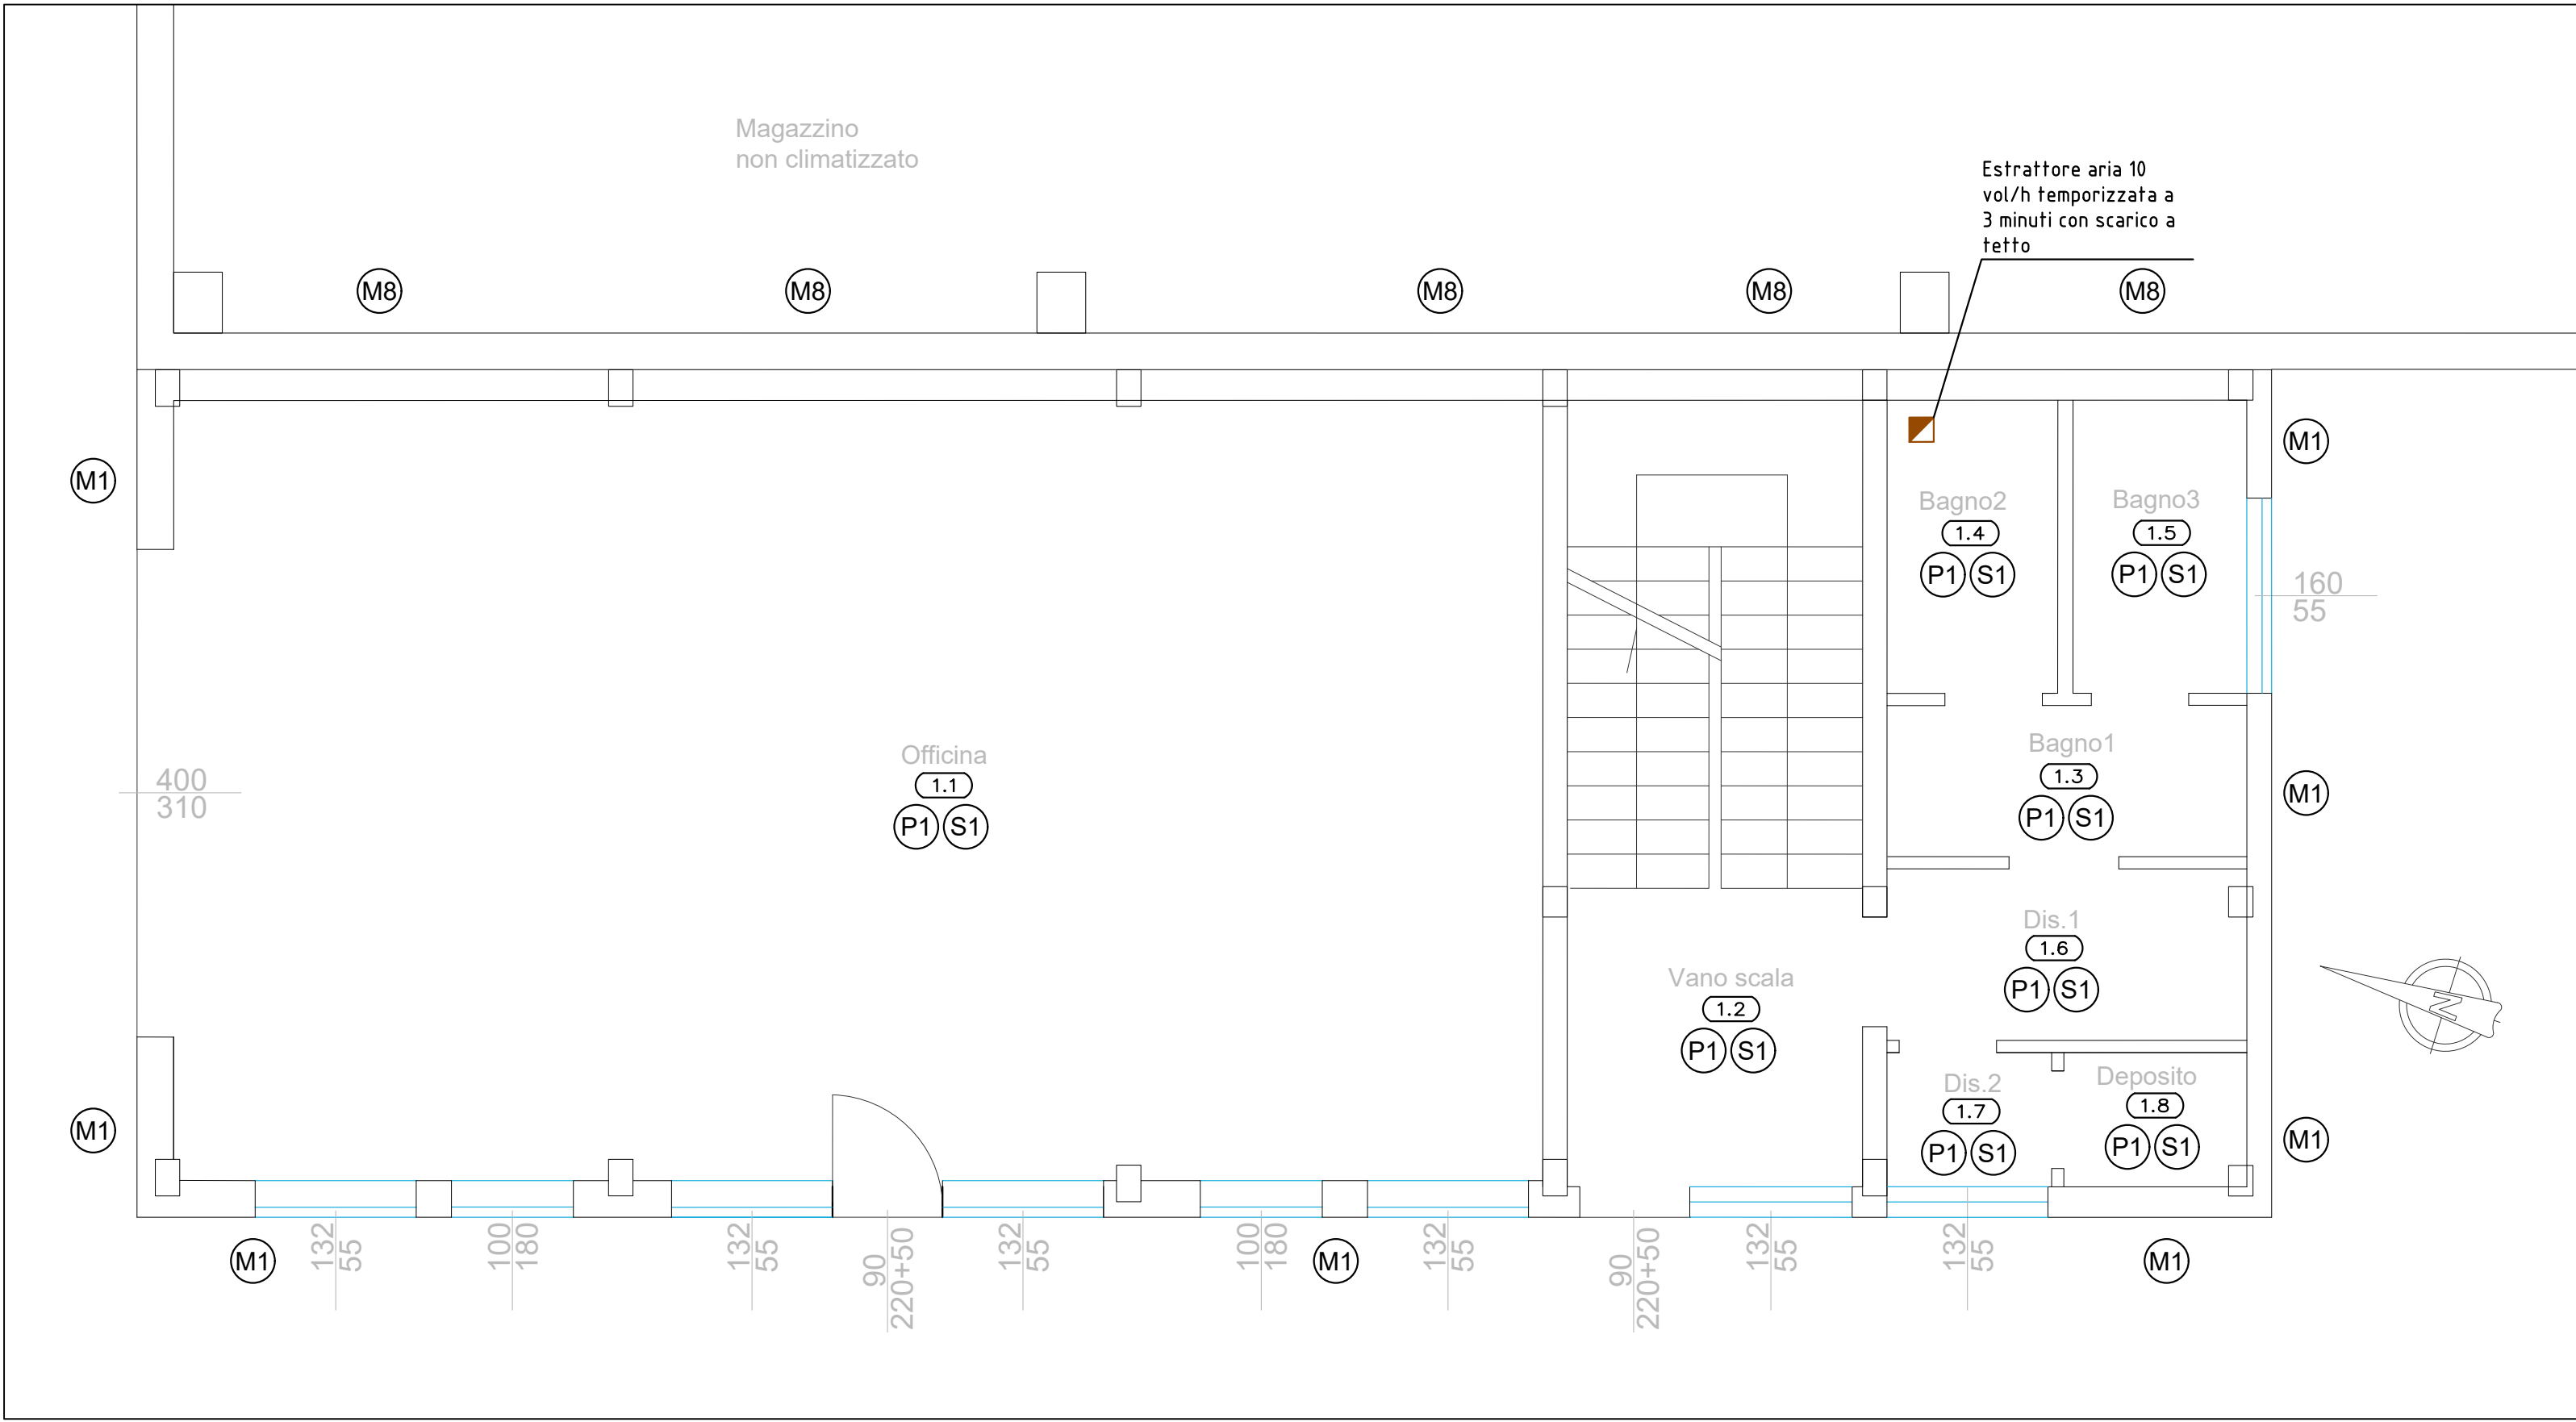 Magazzino
non climatizzato
Estrattore aria 10
vol/h temporizzata a
3 minuti con scarico a
tetto
M8
M8
M8
M8
M8
M1
M1
Bagno2
1.4
P1 S1
Bagno3
1.5
P1 S1
160
55
400
310
Officina
1.1
P1 S1
Bagno1
1.3
P1 S1
M1
Dis.1
1.6
P1 S1
Vano scala
1.2
P1 S1
N
Dis.2
1.7
P1 S1
Deposito
1.8
P1 S1
M1
M1
M1
132
55
100
180
132
55
90
220+50
132
55
100
180
M1
132
55
90
220+50
132
55
132
55
M1